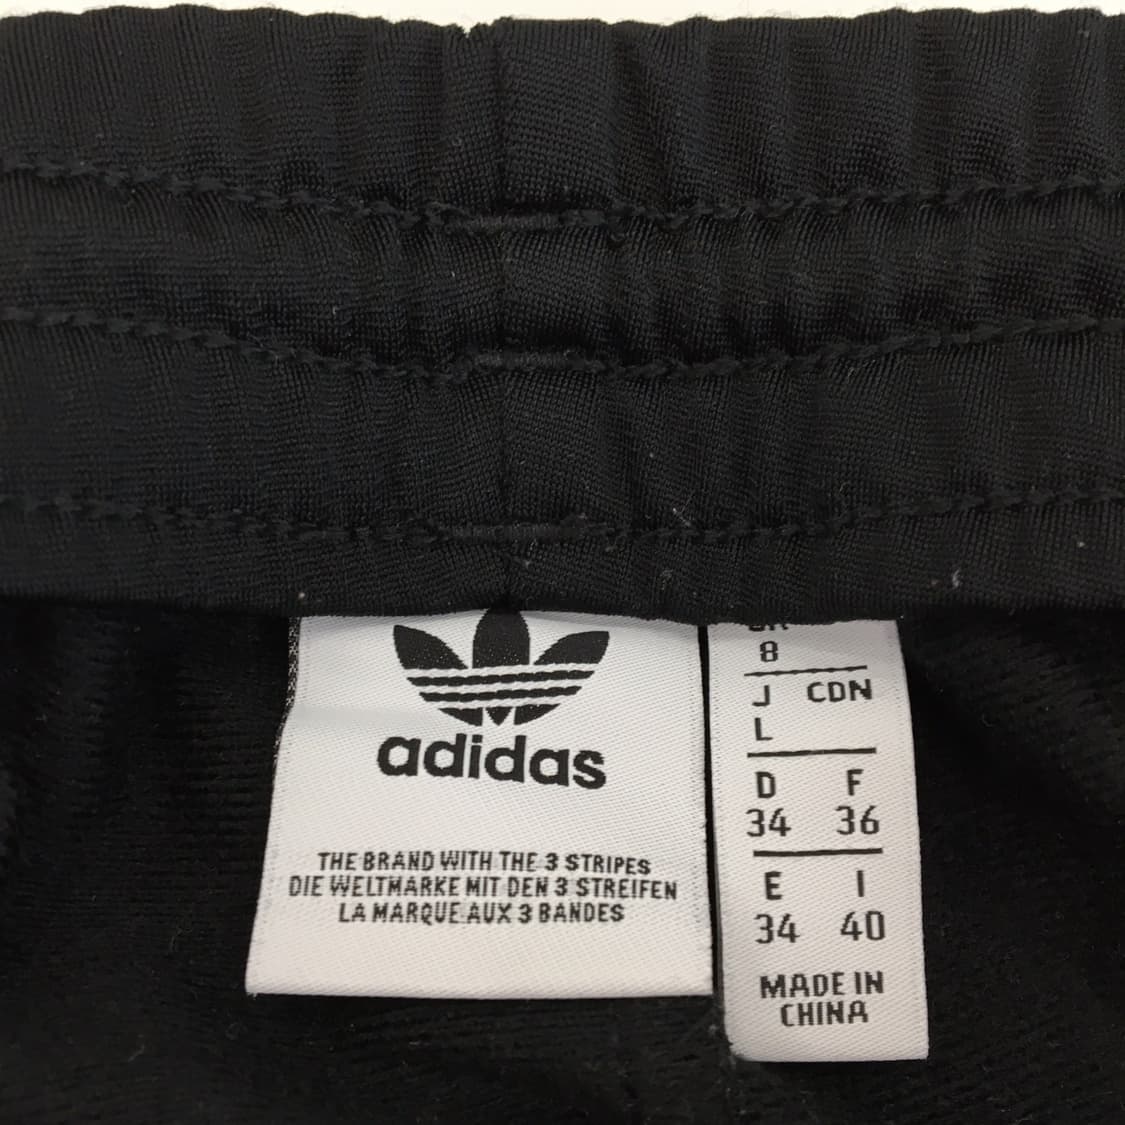 adidas
THE BRAND WITH THE 3 STRIPES
DIE WELTMARKE MIT DEN 3 STREIFEN
LA MARQUE AUX 3 BANDES
8
J CDN
L
D F
34 36
E I
34 40
MADE IN
CHINA